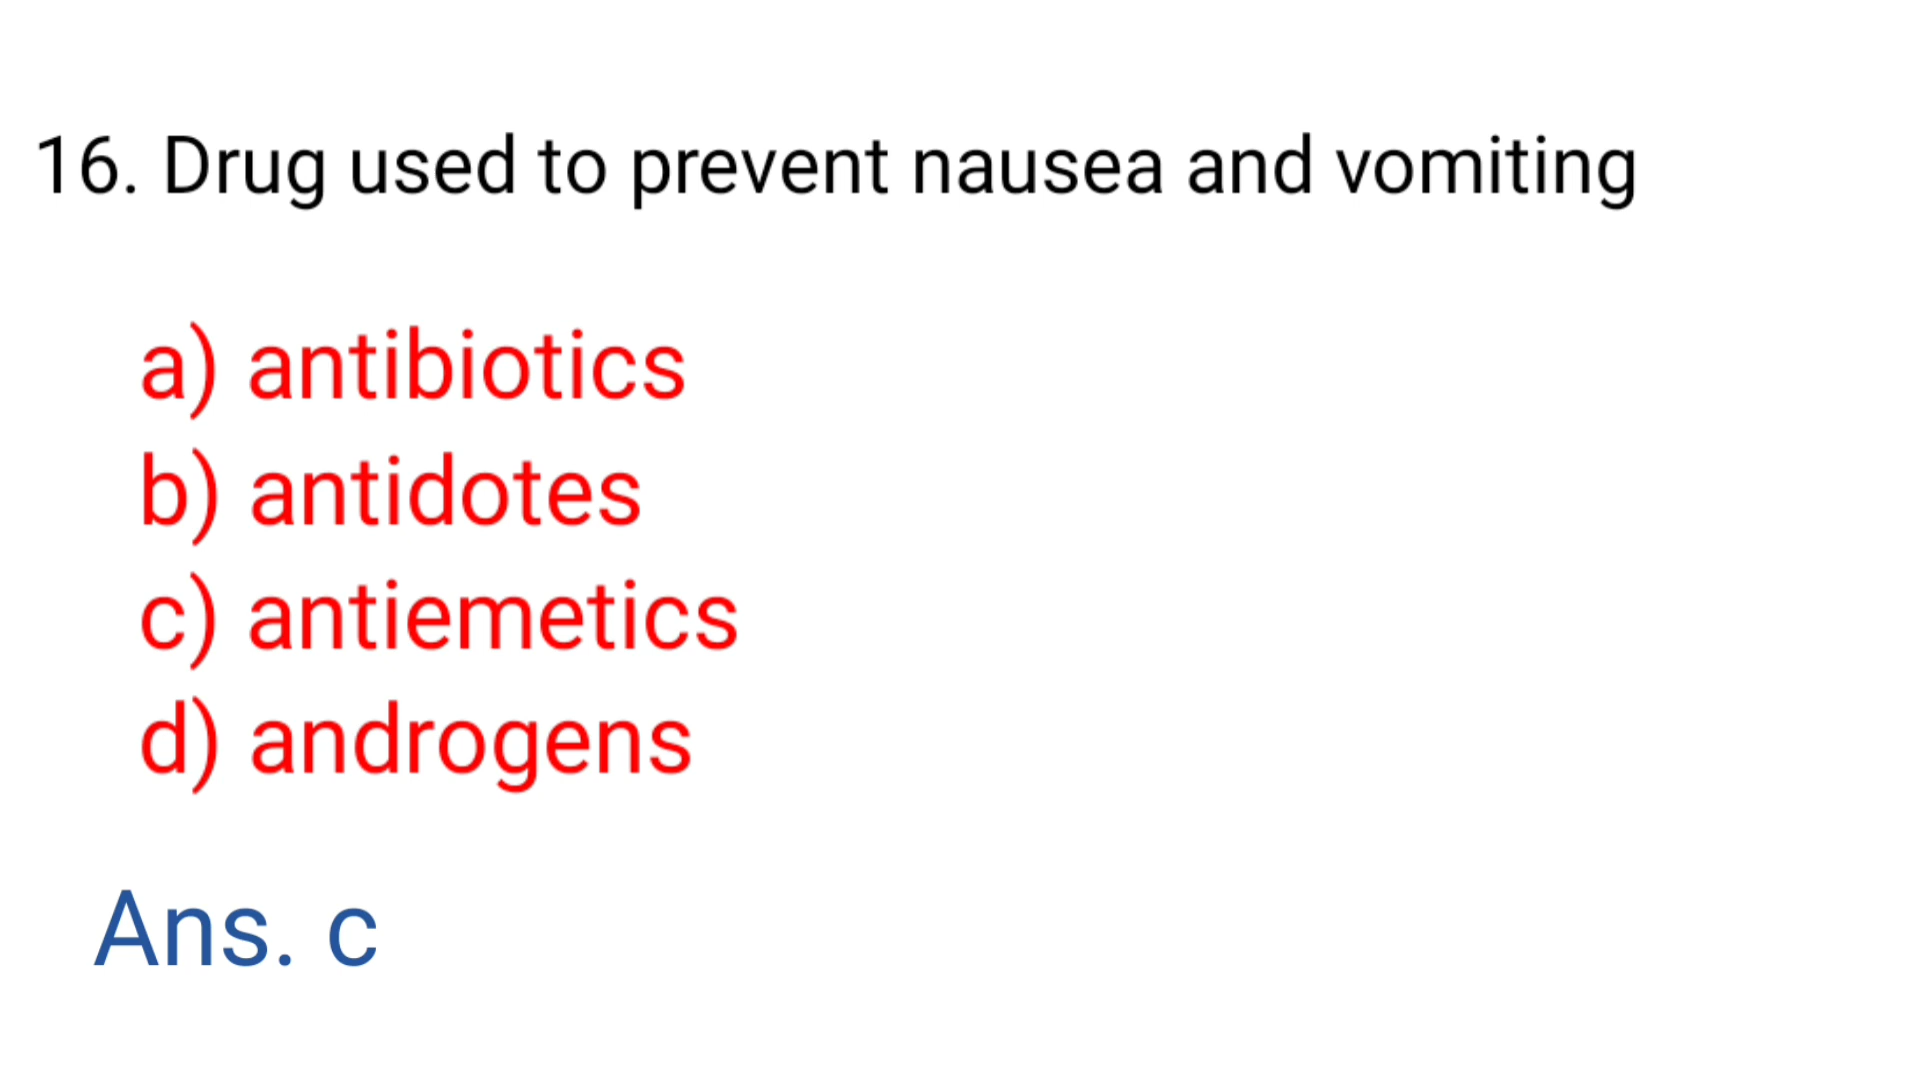 16. Drug used to prevent nausea and vomiting
a) antibiotics
b) antidotes
c) antiemetics
d) androgens
Ans. c